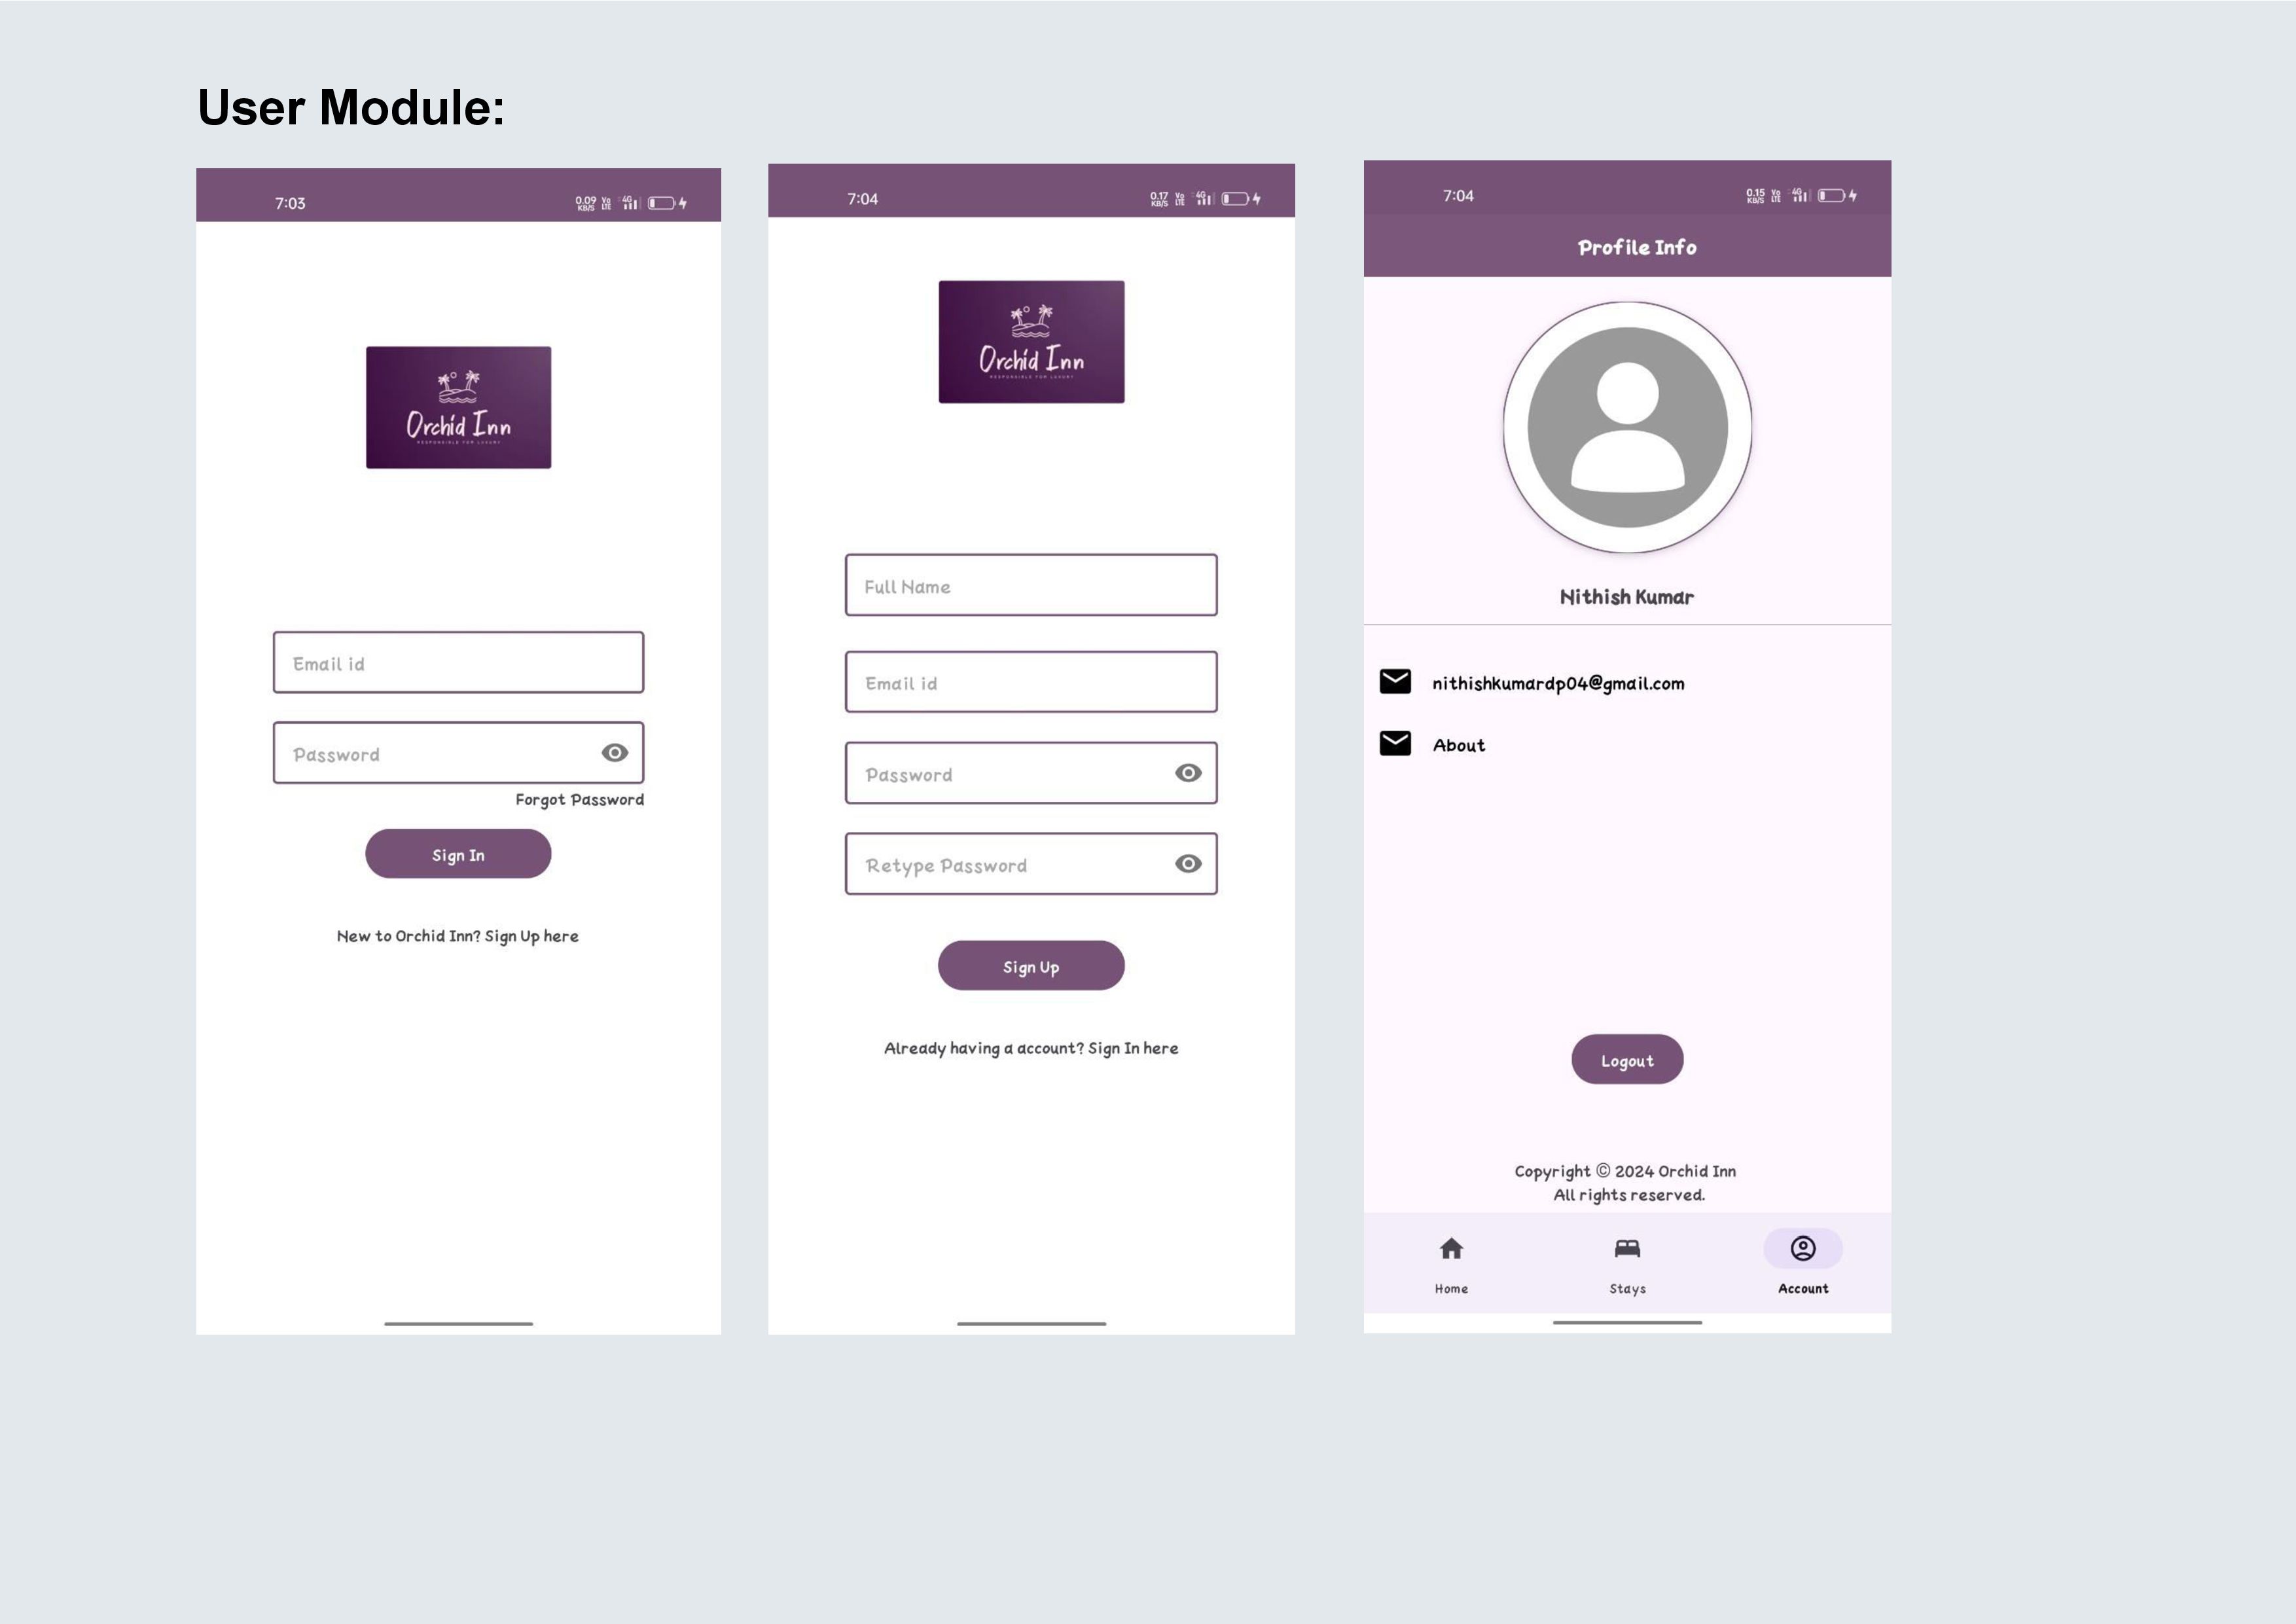 User Module:
7:03
0.09 KB/S Vo LTE 4G
Orchid Inn
RESPONSIBLE FOR LUXURY
Email id
Password
Forgot Password
Sign In
New to Orchid Inn? Sign Up here
7:04
0.17 KB/S Vo LTE 4G
Orchid Inn
RESPONSIBLE FOR LUXURY
Full Name
Email id
Password
Retype Password
Sign Up
Already having a account? Sign In here
7:04
0.15 KB/S Vo LTE 4G
Profile Info
Nithish Kumar
nithishkumardp04@gmail.com
About
Logout
Copyright © 2024 Orchid Inn
All rights reserved.
Home Stays Account